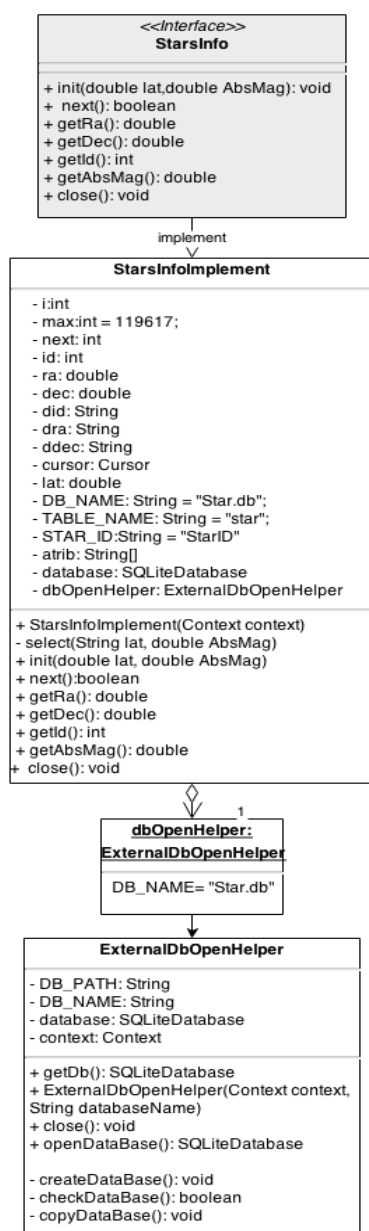 <<Interface>>
StarsInfo
+ init(double lat,double AbsMag): void
+ next(): boolean
+ getRa(): double
+ getDec(): double
+ getId(): int
+ getAbsMag(): double
+ close(): void
implement
StarsInfoImplement
- i:int
- max:int = 119617;
- next: int
- id: int
- ra: double
- dec: double
- did: String
- dra: String
- ddec: String
- cursor: Cursor
- lat: double
- DB_NAME: String = "Star.db";
- TABLE_NAME: String = "star";
- STAR_ID:String = "StarID"
- atrib: String[]
- database: SQLiteDatabase
- dbOpenHelper: ExternalDbOpenHelper
+ StarsInfoImplement(Context context)
- select(String lat, double AbsMag)
+ init(double lat, double AbsMag)
+ next():boolean
+ getRa(): double
+ getDec(): double
+ getId(): int
+ getAbsMag(): double
+ close(): void
1
dbOpenHelper:
ExternalDbOpenHelper
DB_NAME= "Star.db"
ExternalDbOpenHelper
- DB_PATH: String
- DB_NAME: String
- database: SQLiteDatabase
- context: Context
+ getDb(): SQLiteDatabase
+ ExternalDbOpenHelper(Context context,
String databaseName)
+ close(): void
+ openDataBase(): SQLiteDatabase
- createDataBase(): void
- checkDataBase(): boolean
- copyDataBase(): void